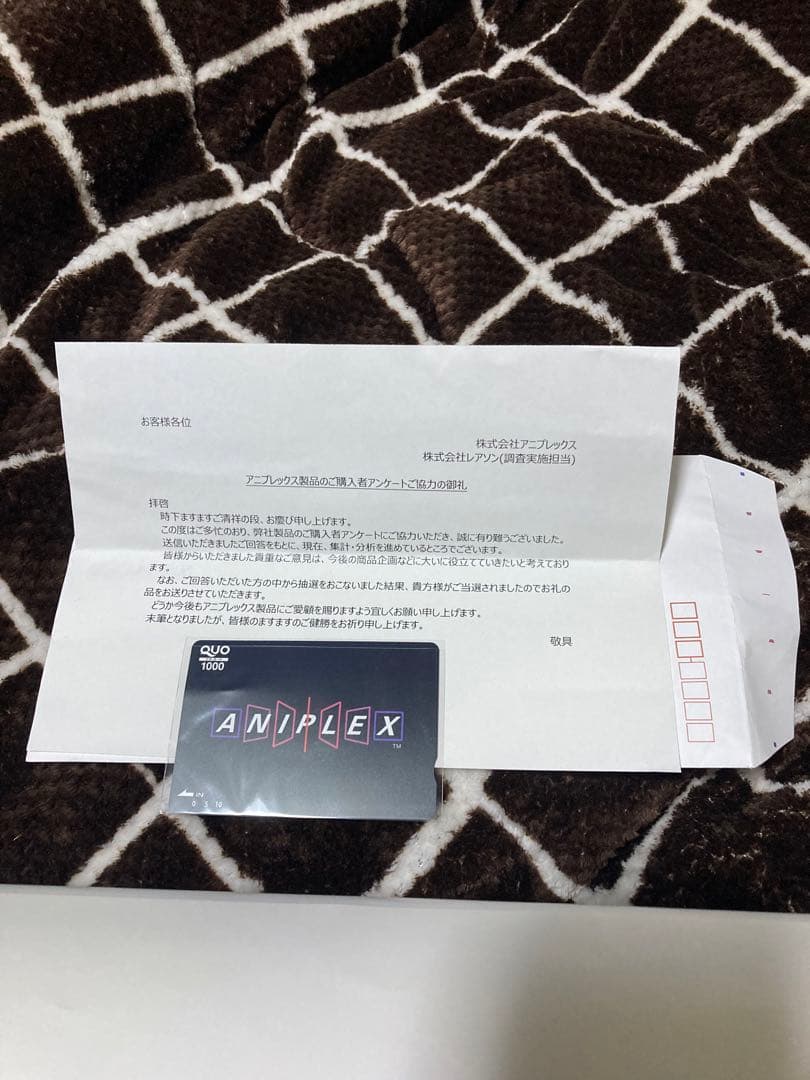 お客様各位
株式会社アニプレックス
株式会社レアソン(調査実施担当)
アニプレックス製品のご購入者アンケートご協力の御礼
拝啓
時下ますますご清祥の段、お慶び申し上げます。
この度はご多忙のおり、弊社製品のご購入者アンケートにご協力いただき、誠に有り難うございました。
送信いただきましたご回答をもとに、現在、集計・分析を進めているところでございます。
皆様からいただきました貴重なご意見は、今後の商品企画などに大いに役立てていきたいと考えており
ます。
なお、ご回答いただいた方の中から抽選をおこないました結果、貴方様がご当選されましたのでお礼の
品をお送りさせていただきます。
どうか今後もアニプレックス製品にご愛顧を賜りますよう宜しくお願い申し上げます。
末筆となりましたが、皆様のますますのご健勝をお祈り申し上げます。
敬具
QUO
1000
ANIPLEX
TM
IN
0 5 10